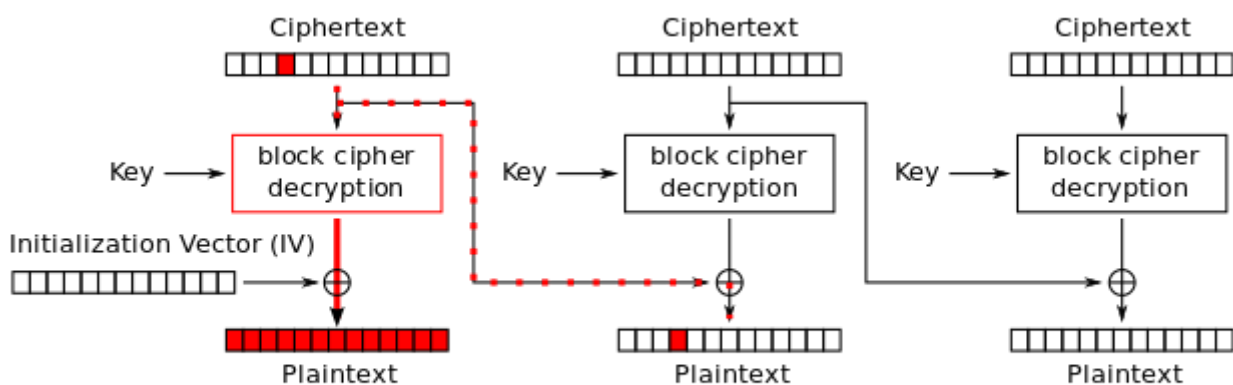 Ciphertext
Ciphertext
Ciphertext
Key
block cipher
decryption
Key
block cipher
decryption
Key
block cipher
decryption
Initialization Vector (IV)
Plaintext
Plaintext
Plaintext